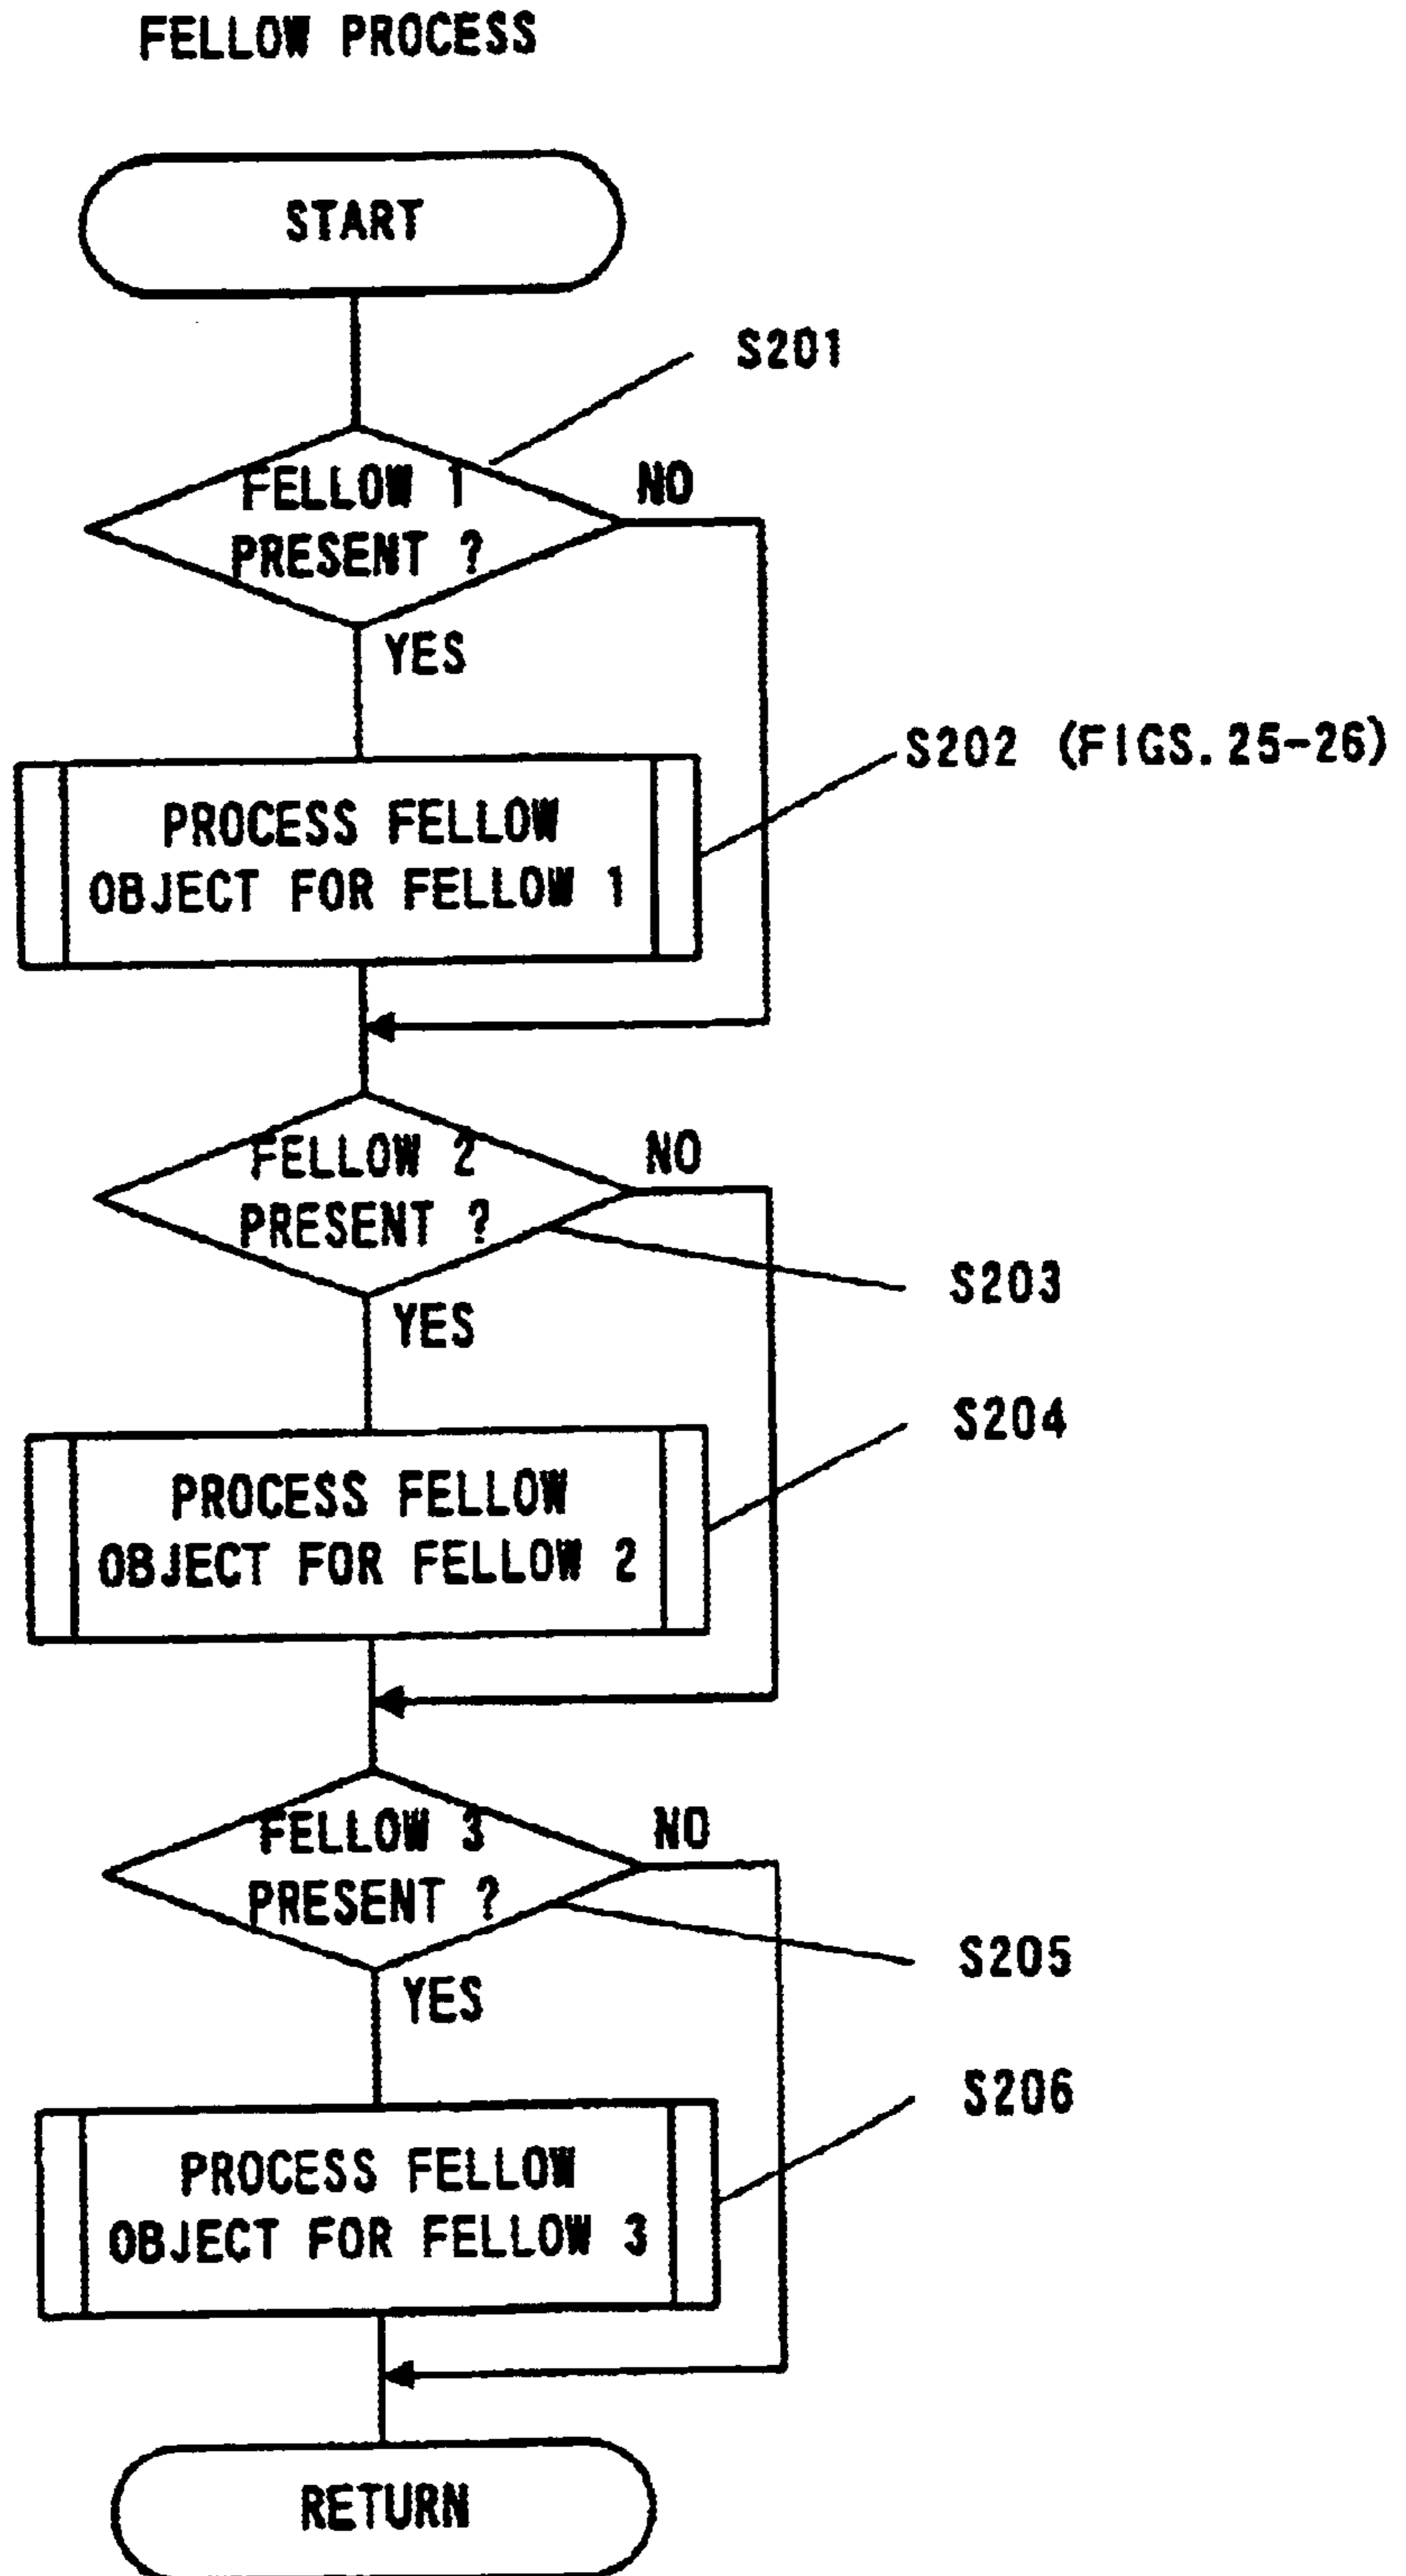 FELLOW PROCESS
START
S201
FELLOW 1
PRESENT ?
NO
YES
S202 (FIGS. 25-26)
PROCESS FELLOW
OBJECT FOR FELLOW 1
FELLOW 2
PRESENT ?
NO
S203
YES
S204
PROCESS FELLOW
OBJECT FOR FELLOW 2
FELLOW 3
PRESENT ?
NO
S205
YES
S206
PROCESS FELLOW
OBJECT FOR FELLOW 3
RETURN